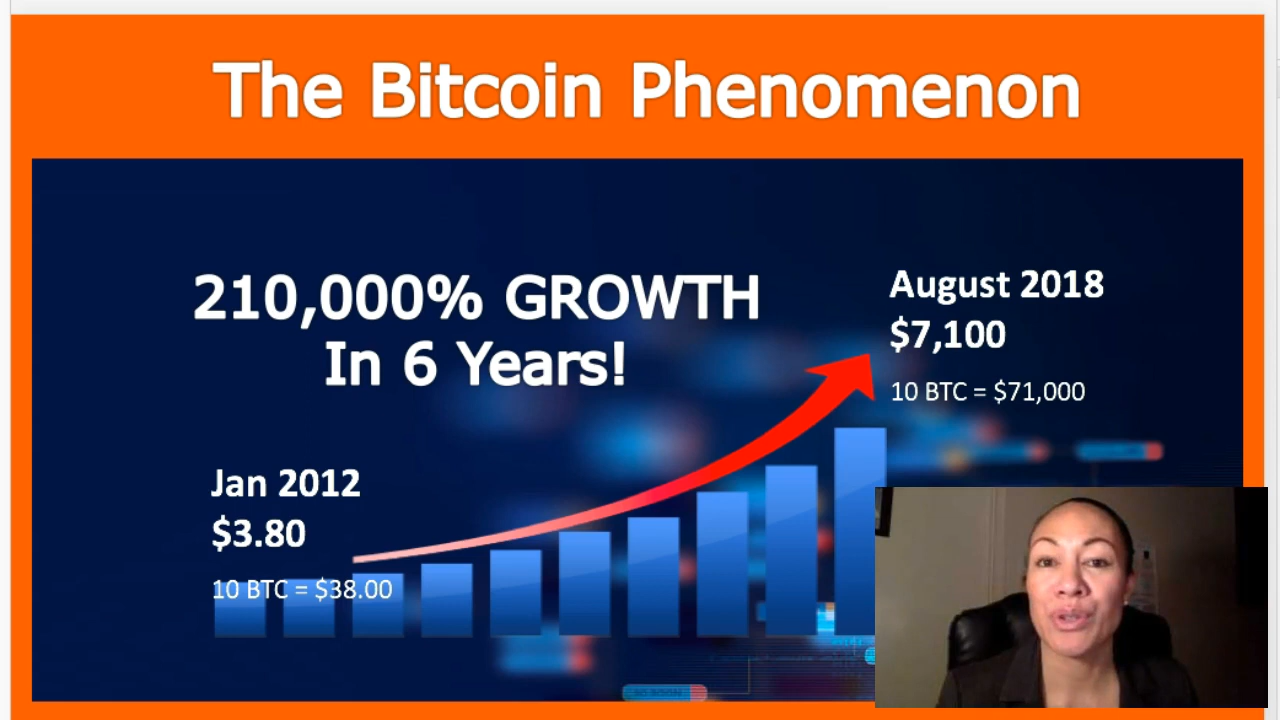 The Bitcoin Phenomenon
210,000% GROWTH
In 6 Years!
August 2018
$7,100
10 BTC = $71,000
Jan 2012
$3.80
10 BTC = $38.00